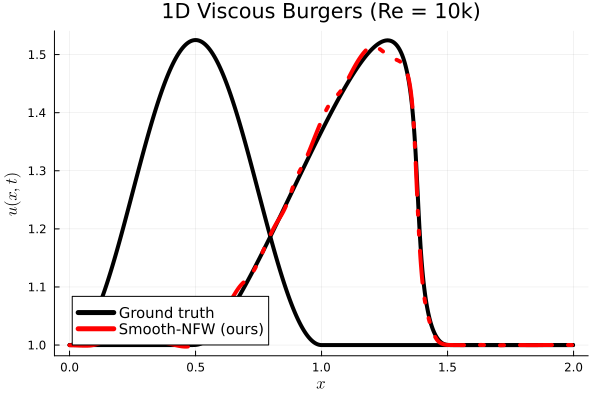 1D Viscous Burgers (Re = 10k)
u(x, t)
1.5
1.4
1.3
1.2
1.1
1.0
Ground truth
Smooth-NFW (ours)
0.0 0.5 1.0 1.5 2.0
x